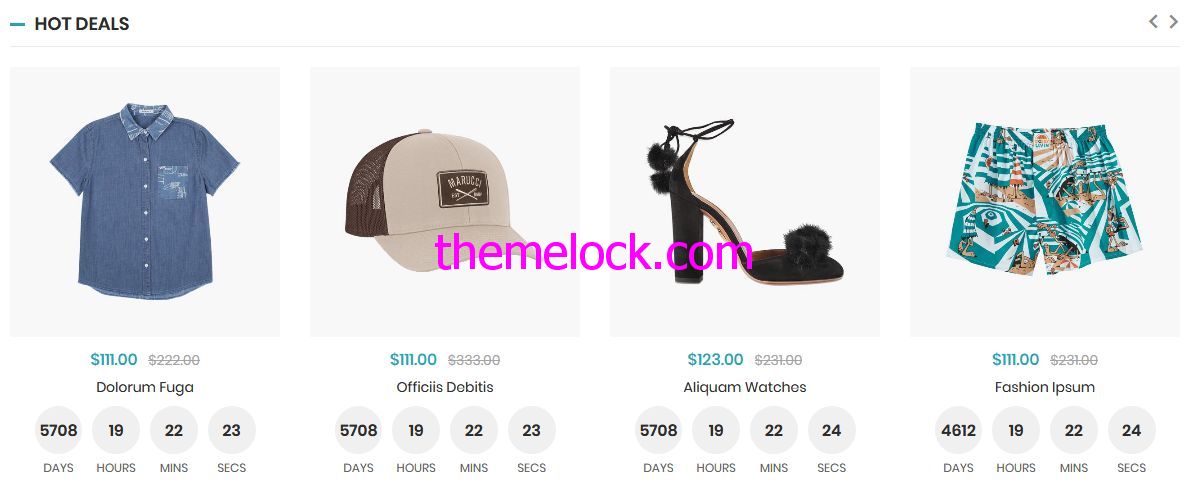 HOT DEALS
MARUCCI
themelock.com
$111.00 $222.00
Dolorum Fuga
5708 19 22 23
DAYS HOURS MINS SECS
$111.00 $333.00
Officiis Debitis
5708 19 22 23
DAYS HOURS MINS SECS
$123.00 $231.00
Aliquam Watches
5708 19 22 24
DAYS HOURS MINS SECS
$111.00 $231.00
Fashion Ipsum
4612 19 22 24
DAYS HOURS MINS SECS